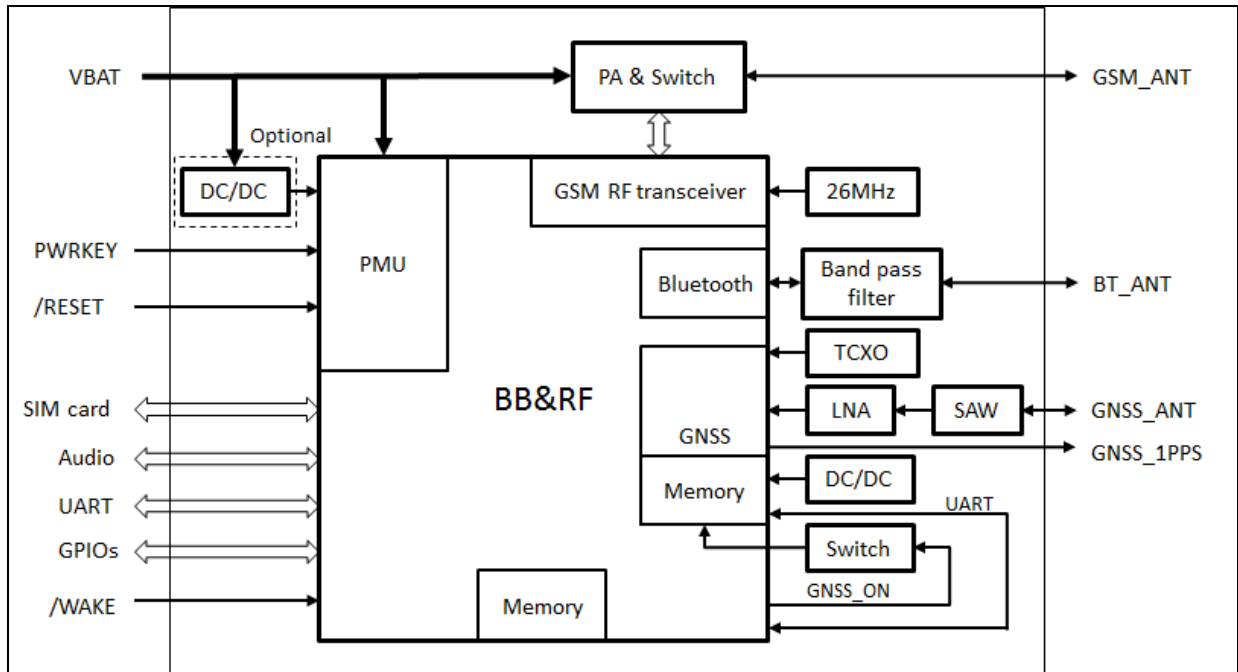 VBAT
PA & Switch
GSM_ANT
Optional
DC/DC
GSM RF transceiver
26MHz
PWRKEY
PMU
Bluetooth
Band pass
filter
BT_ANT
/RESET
TCXO
BB&RF
SIM card
LNA
SAW
GNSS_ANT
GNSS
GNSS_1PPS
Audio
Memory
DC/DC
UART
UART
GPIOs
Switch
GNSS_ON
/WAKE
Memory